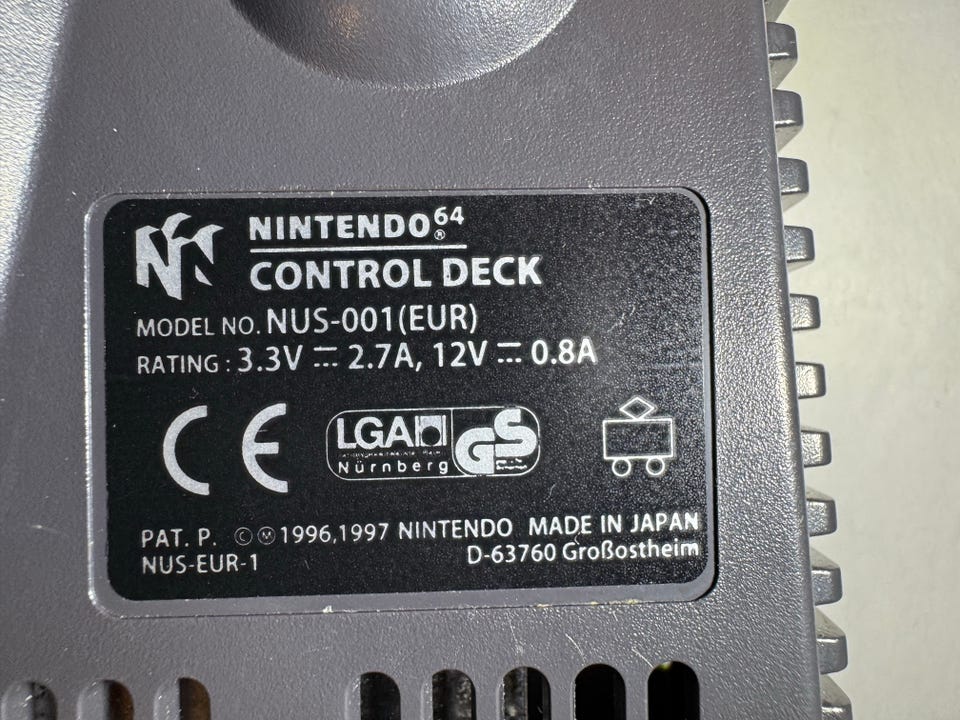 NINTENDO⁶⁴®
CONTROL DECK
MODEL NO. NUS-001(EUR)
RATING : 3.3V ⎓ 2.7A, 12V ⎓ 0.8A
CE
LGA
Nürnberg
GS
PAT. P. Ⓒ Ⓜ 1996,1997 NINTENDO MADE IN JAPAN
NUS-EUR-1 D-63760 Großostheim